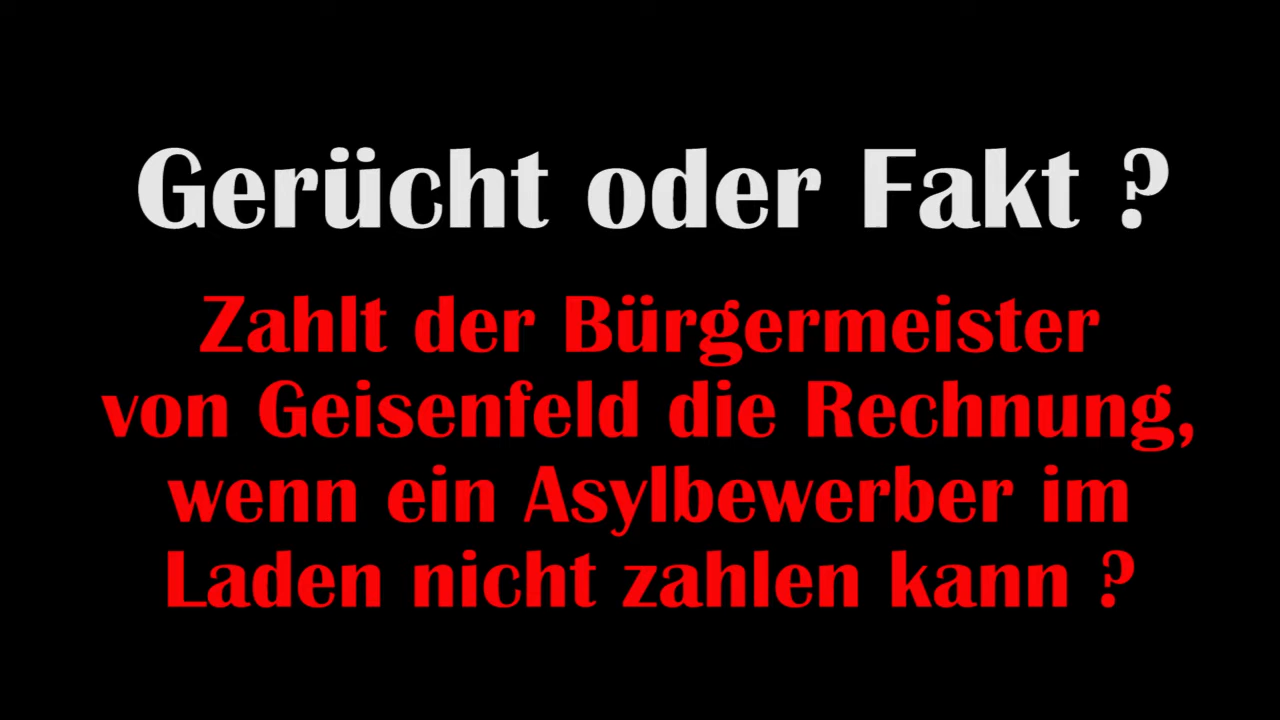 Gerücht oder Fakt ?
Zahlt der Bürgermeister
von Geisenfeld die Rechnung,
wenn ein Asylbewerber im
Laden nicht zahlen kann ?